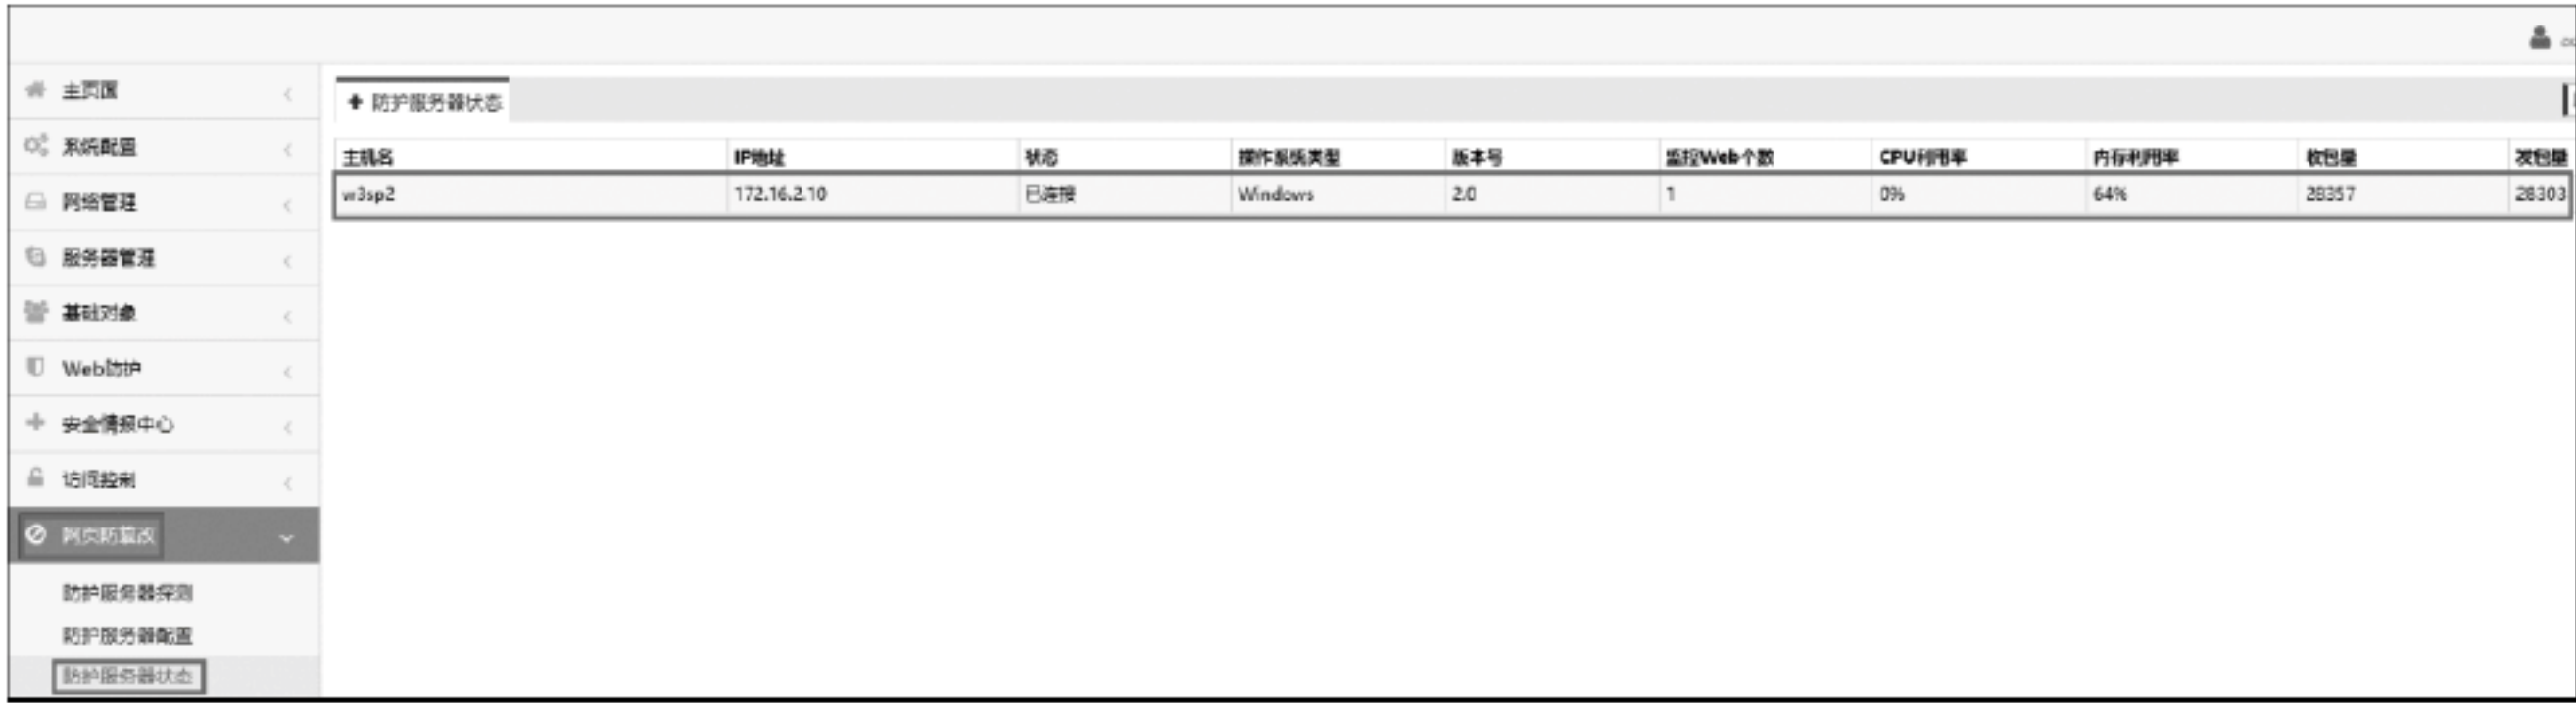 主页面
系统配置
网络管理
服务器管理
基础对象
Web防护
安全情报中心
访问控制
网页防篡改
防护服务器探测
防护服务器配置
防护服务器状态
防护服务器状态
主机名 IP地址 状态 操作系统类型 版本号 监控Web个数 CPU利用率 内存利用率 收包量 发包量
w3sp2 172.16.2.10 已连接 Windows 2.0 1 0% 64% 28357 28303